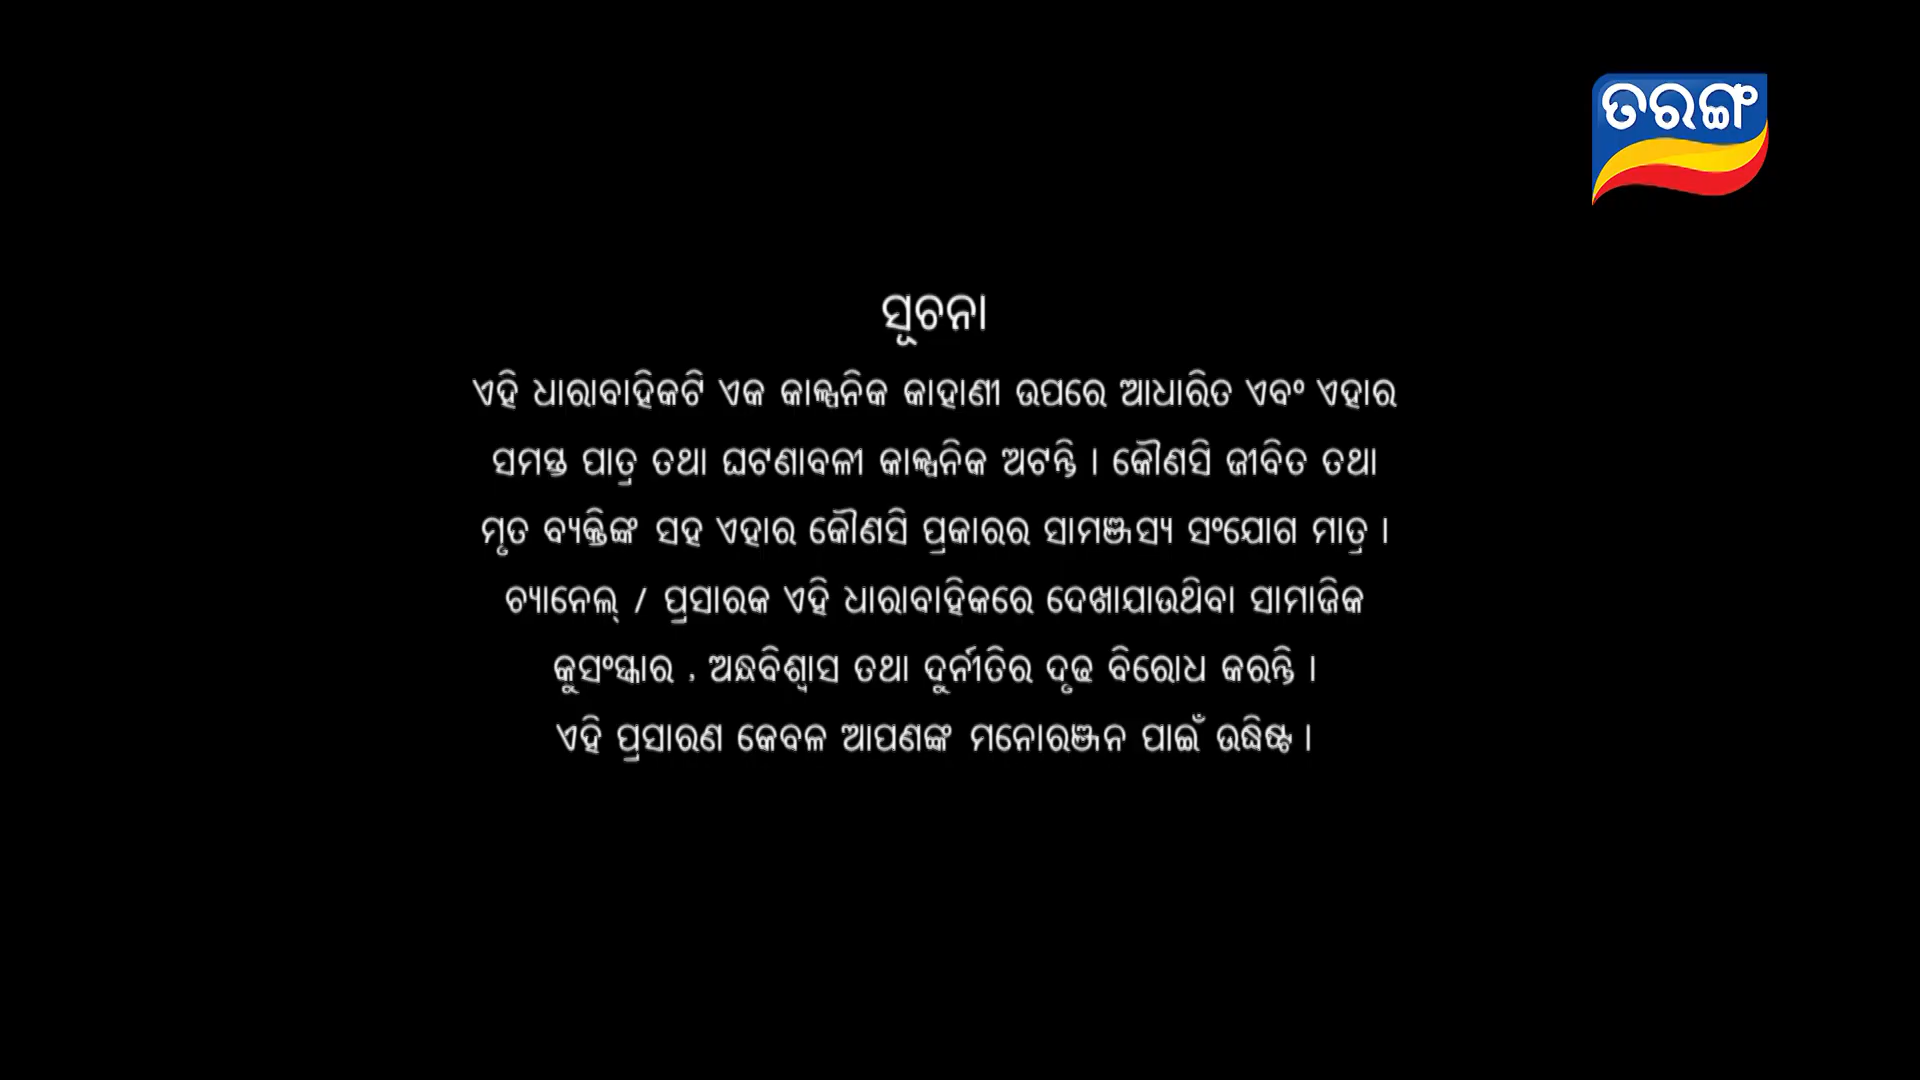 ତରଙ୍ଗ
ସୂଚନା
ଏହି ଧାରାବାହିକଟି ଏକ କାଳ୍ପନିକ କାହାଣୀ ଉପରେ ଆଧାରିତ ଏବଂ ଏହାର
ସମସ୍ତ ପାତ୍ର ତଥା ଘଟଣାବଳୀ କାଳ୍ପନିକ ଅଟନ୍ତି । କୌଣସି ଜୀବିତ ତଥା
ମୃତ ବ୍ୟକ୍ତିଙ୍କ ସହ ଏହାର କୌଣସି ପ୍ରକାରର ସାମଞ୍ଜସ୍ୟ ସଂଯୋଗ ମାତ୍ର ।
ଚ୍ୟାନେଲ୍ / ପ୍ରସାରକ ଏହି ଧାରାବାହିକରେ ଦେଖାଯାଉଥିବା ସାମାଜିକ
କୁସଂସ୍କାର , ଅନ୍ଧବିଶ୍ୱାସ ତଥା ଦୁର୍ନୀତିର ଦୃଢ ବିରୋଧ କରନ୍ତି ।
ଏହି ପ୍ରସାରଣ କେବଳ ଆପଣଙ୍କ ମନୋରଞ୍ଜନ ପାଇଁ ଉଦ୍ଧିଷ୍ଟ ।